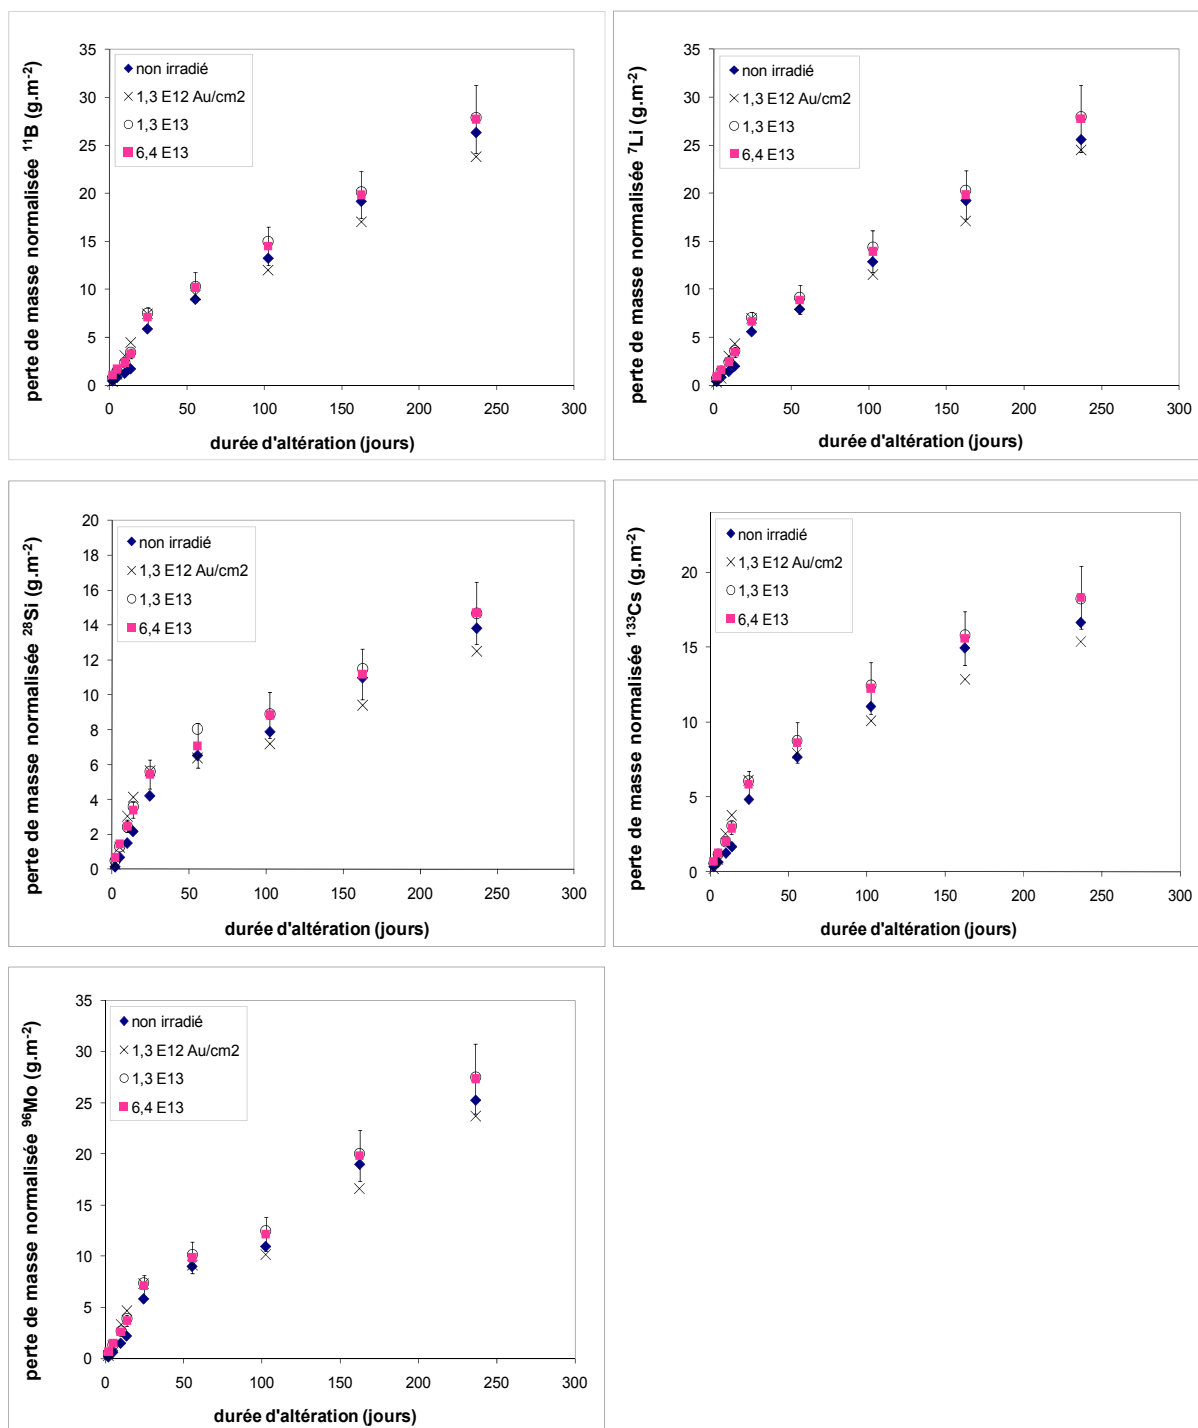 perte de masse normalisée ¹¹B (g.m⁻²)
35
30
25
20
15
10
5
0
non irradié
1,3 E12 Au/cm2
1,3 E13
6,4 E13
0 50 100 150 200 250 300
durée d'altération (jours)
perte de masse normalisée ⁷Li (g.m⁻²)
35
30
25
20
15
10
5
0
non irradié
1,3 E12 Au/cm2
1,3 E13
6,4 E13
0 50 100 150 200 250 300
durée d'altération (jours)
perte de masse normalisée ²⁸Si (g.m⁻²)
20
18
16
14
12
10
8
6
4
2
0
non irradié
1,3 E12 Au/cm2
1,3 E13
6,4 E13
0 50 100 150 200 250 300
durée d'altération (jours)
perte de masse normalisée ¹³³Cs (g.m⁻²)
20
15
10
5
0
non irradié
1,3 E12 Au/cm2
1,3 E13
6,4 E13
0 50 100 150 200 250 300
durée d'altération (jours)
perte de masse normalisée ⁹⁶Mo (g.m⁻²)
35
30
25
20
15
10
5
0
non irradié
1,3 E12 Au/cm2
1,3 E13
6,4 E13
0 50 100 150 200 250 300
durée d'altération (jours)